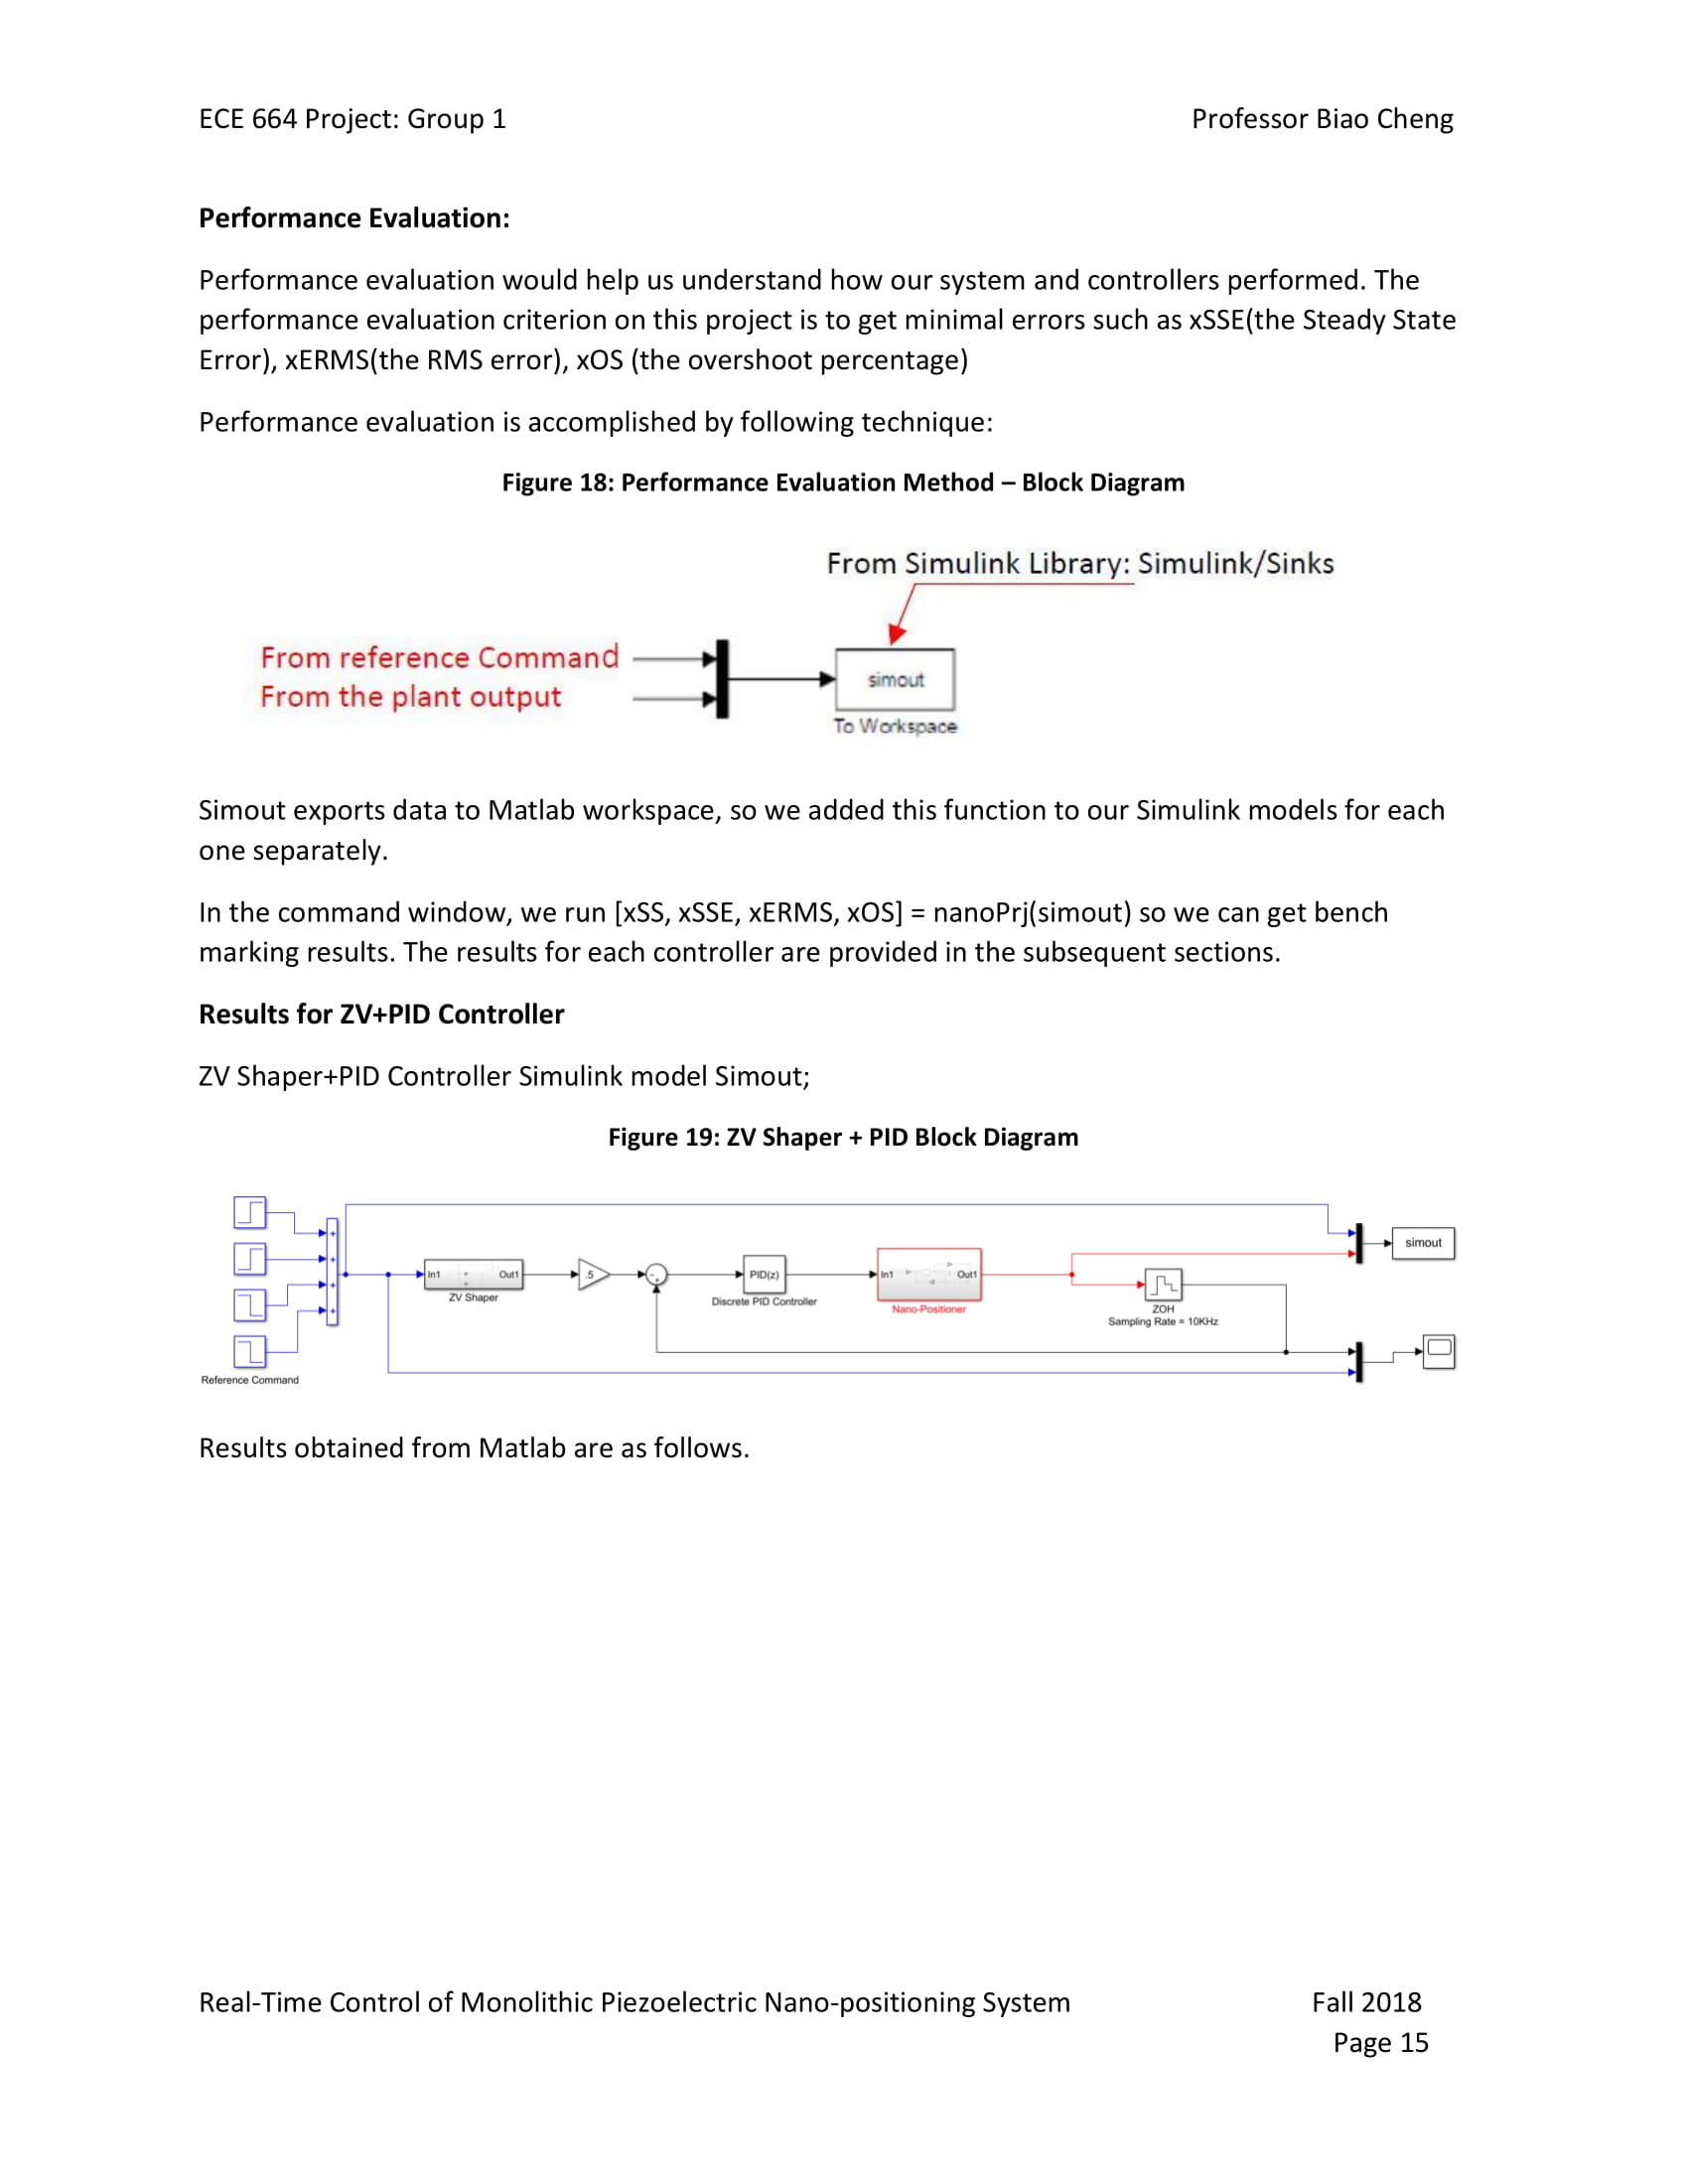 ECE 664 Project: Group 1 Professor Biao Cheng
Performance Evaluation:
Performance evaluation would help us understand how our system and controllers performed. The
performance evaluation criterion on this project is to get minimal errors such as xSSE(the Steady State
Error), xERMS(the RMS error), xOS (the overshoot percentage)
Performance evaluation is accomplished by following technique:
Figure 18: Performance Evaluation Method – Block Diagram
From Simulink Library: Simulink/Sinks
From reference Command
From the plant output
simout
To Workspace
Simout exports data to Matlab workspace, so we added this function to our Simulink models for each
one separately.
In the command window, we run [xSS, xSSE, xERMS, xOS] = nanoPrj(simout) so we can get bench
marking results. The results for each controller are provided in the subsequent sections.
Results for ZV+PID Controller
ZV Shaper+PID Controller Simulink model Simout;
Figure 19: ZV Shaper + PID Block Diagram
Reference Command
In1 Out1
ZV Shaper
.5
PID(z)
Discrete PID Controller
In1 Out1
Nano-Positioner
ZOH
Sampling Rate = 10KHz
simout
Results obtained from Matlab are as follows.
Real-Time Control of Monolithic Piezoelectric Nano-positioning System Fall 2018
Page 15